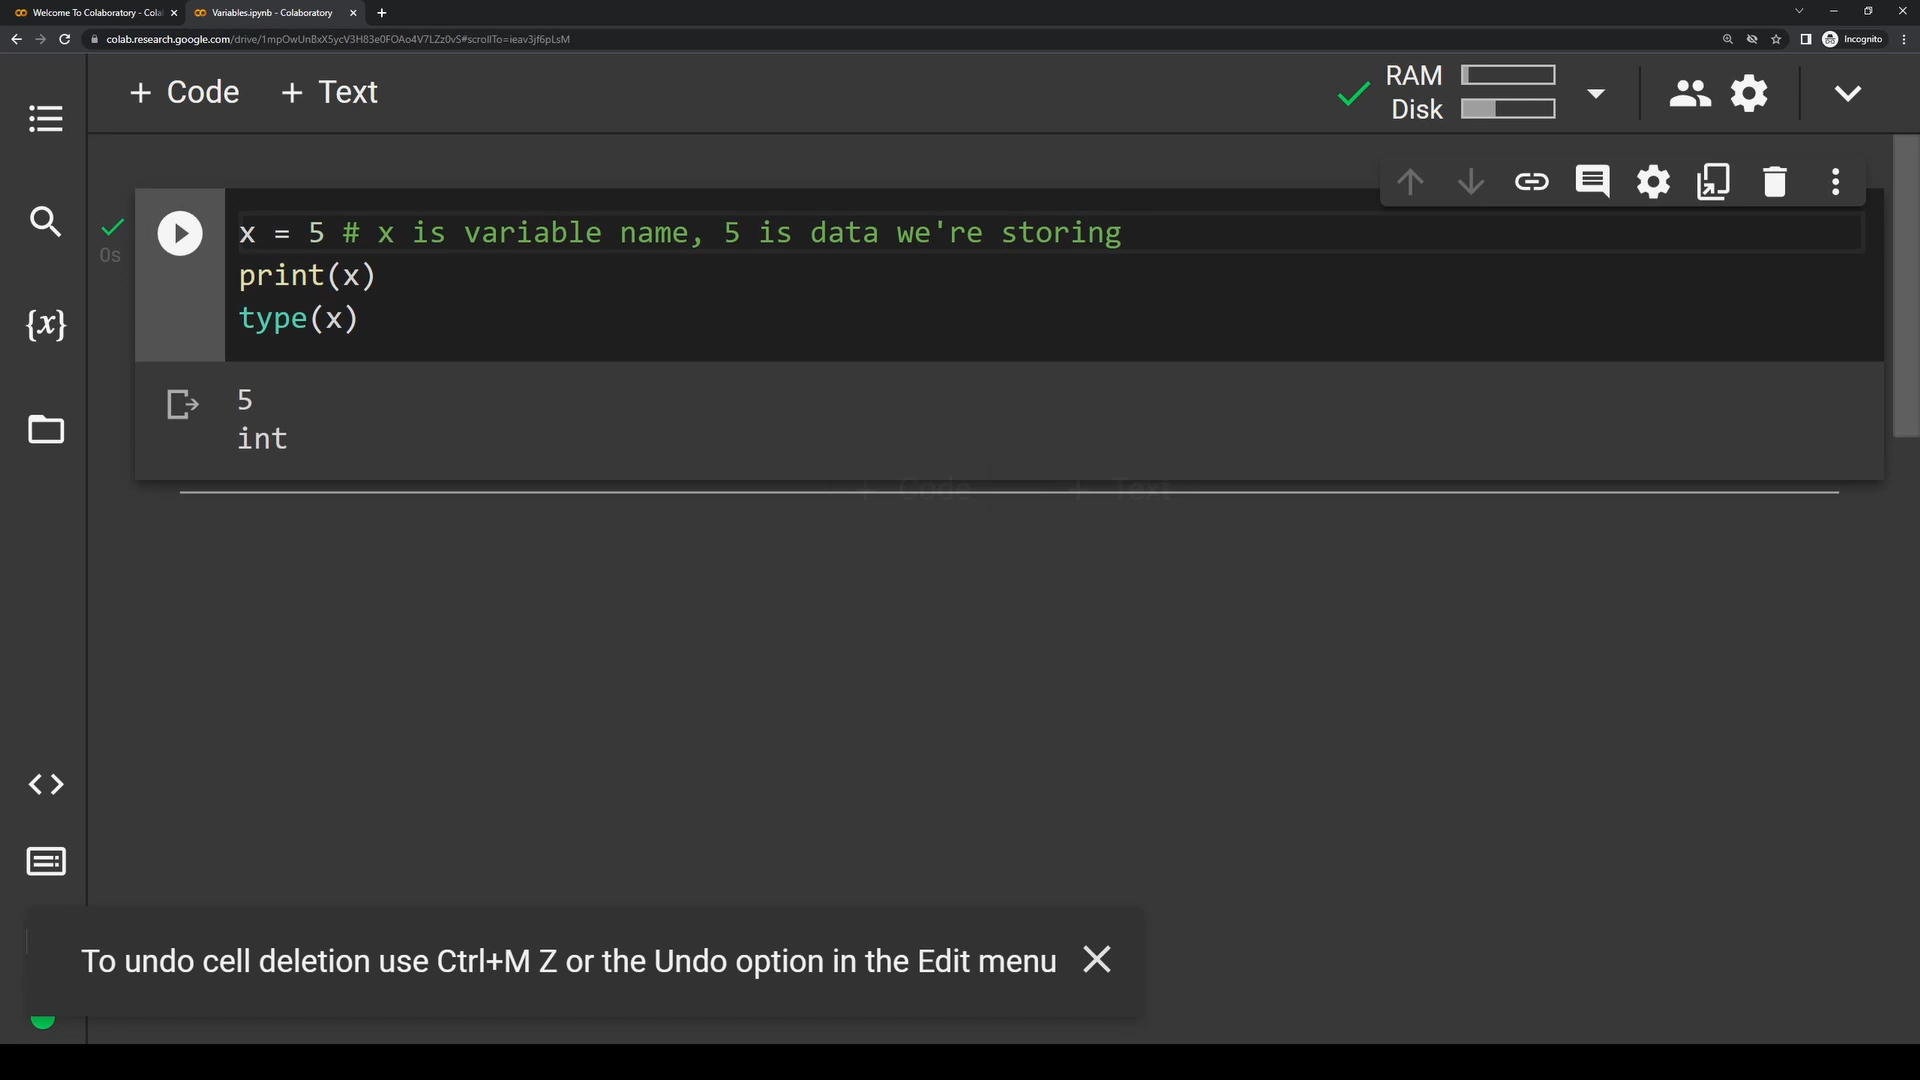 Welcome To Colaboratory - Cola
Variables.ipynb - Colaboratory
colab.research.google.com/drive/1mpOwUnBxX5ycV3H83e0FOAo4V7LZz0vS#scrollTo=ieav3jf6pLsM
Incognito
+ Code + Text
RAM
Disk
{x}
0s
x = 5 # x is variable name, 5 is data we're storing
print(x)
type(x)
5
int
+ Code + Text
To undo cell deletion use Ctrl+M Z or the Undo option in the Edit menu